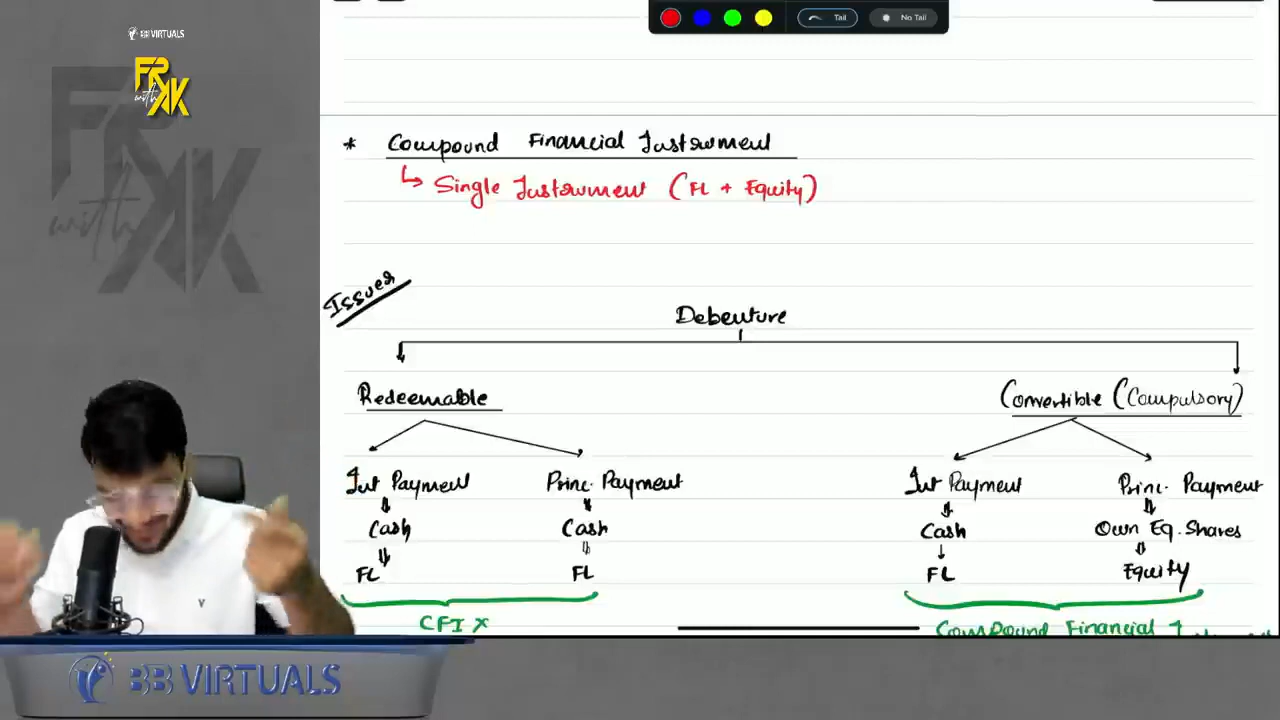 BB VIRTUALS
FR
with
KK
Tail
No Tail
* Compound Financial Instrument
↳ Single Instrument (FL + Equity)
Issuer
Debenture
Redeemable
Convertible (Compulsory)
Int Payment
Princ. Payment
Int Payment
Princ. Payment
Cash
Cash
Cash
Own Eq. Shares
FL
FL
FL
Equity
CFI x
Compound Financial I
BB VIRTUALS